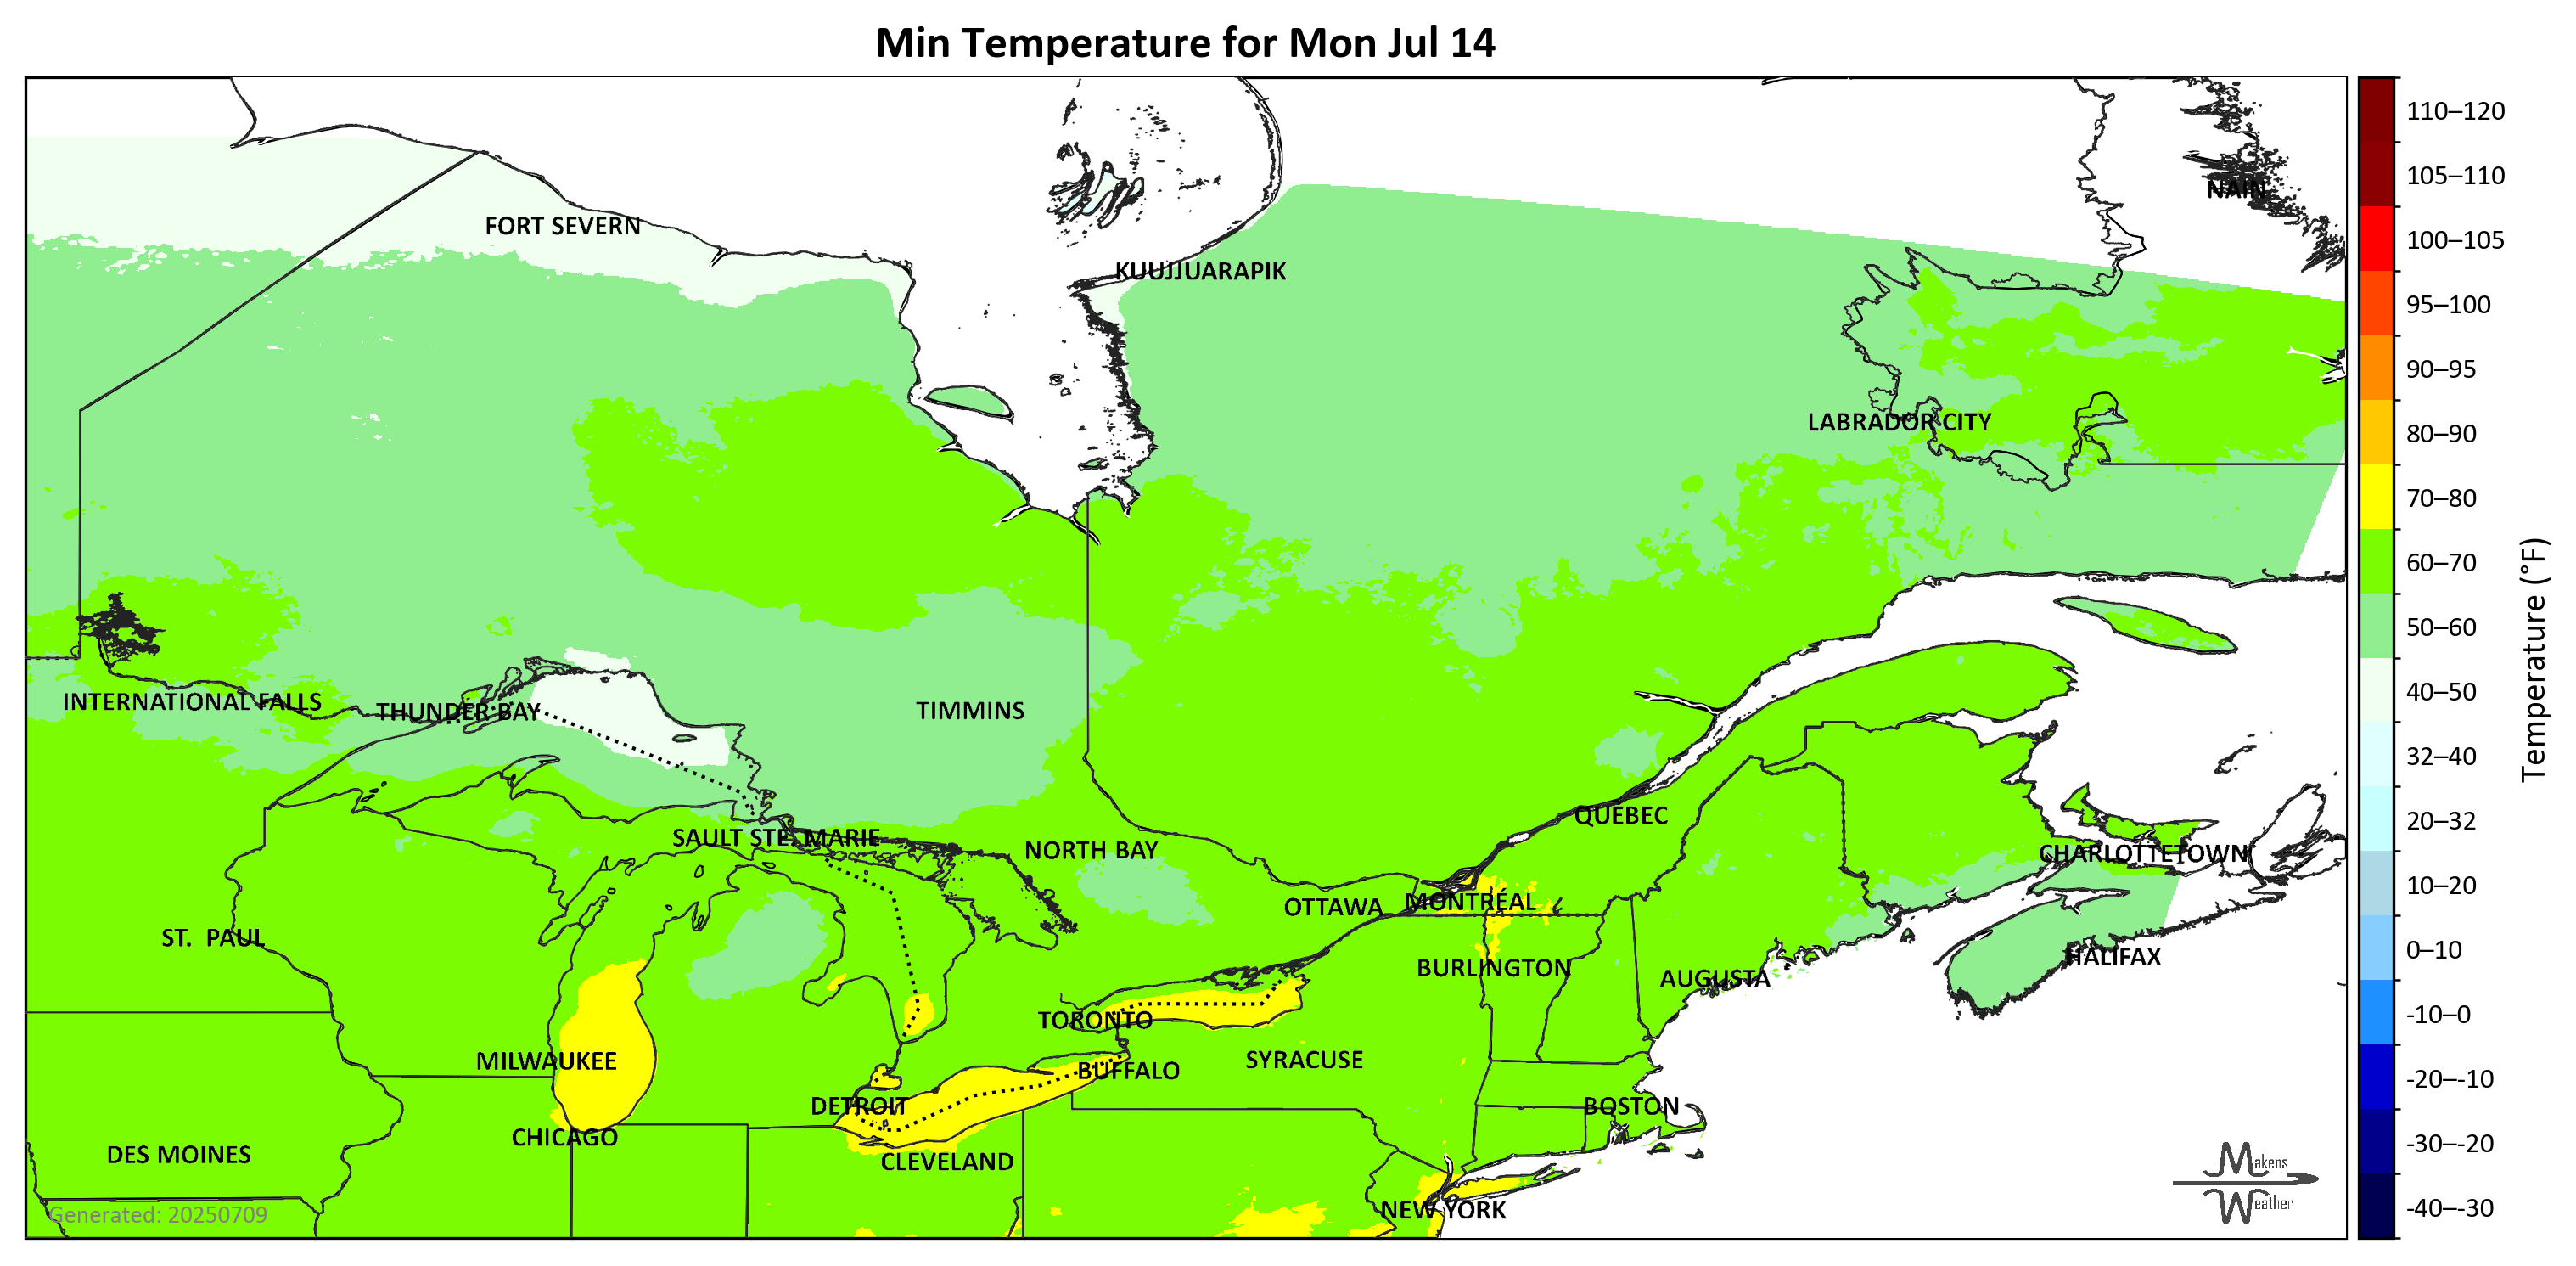 Min Temperature for Mon Jul 14
110–120
105–110
NAIN
FORT SEVERN
100–105
KUUJJUARAPIK
95–100
90–95
LABRADOR CITY
80–90
70–80
60–70
50–60
Temperature (°F)
40–50
INTERNATIONAL FALLS
THUNDER BAY
TIMMINS
32–40
QUEBEC
20–32
SAULT STE. MARIE
NORTH BAY
CHARLOTTETOWN
10–20
OTTAWA
MONTREAL
ST. PAUL
0–10
HALIFAX
BURLINGTON
AUGUSTA
-10–0
TORONTO
MILWAUKEE
SYRACUSE
BUFFALO
-20–-10
DETROIT
BOSTON
CHICAGO
-30–-20
DES MOINES
CLEVELAND
Makens
Weather
NEW YORK
-40–-30
Generated: 20250709